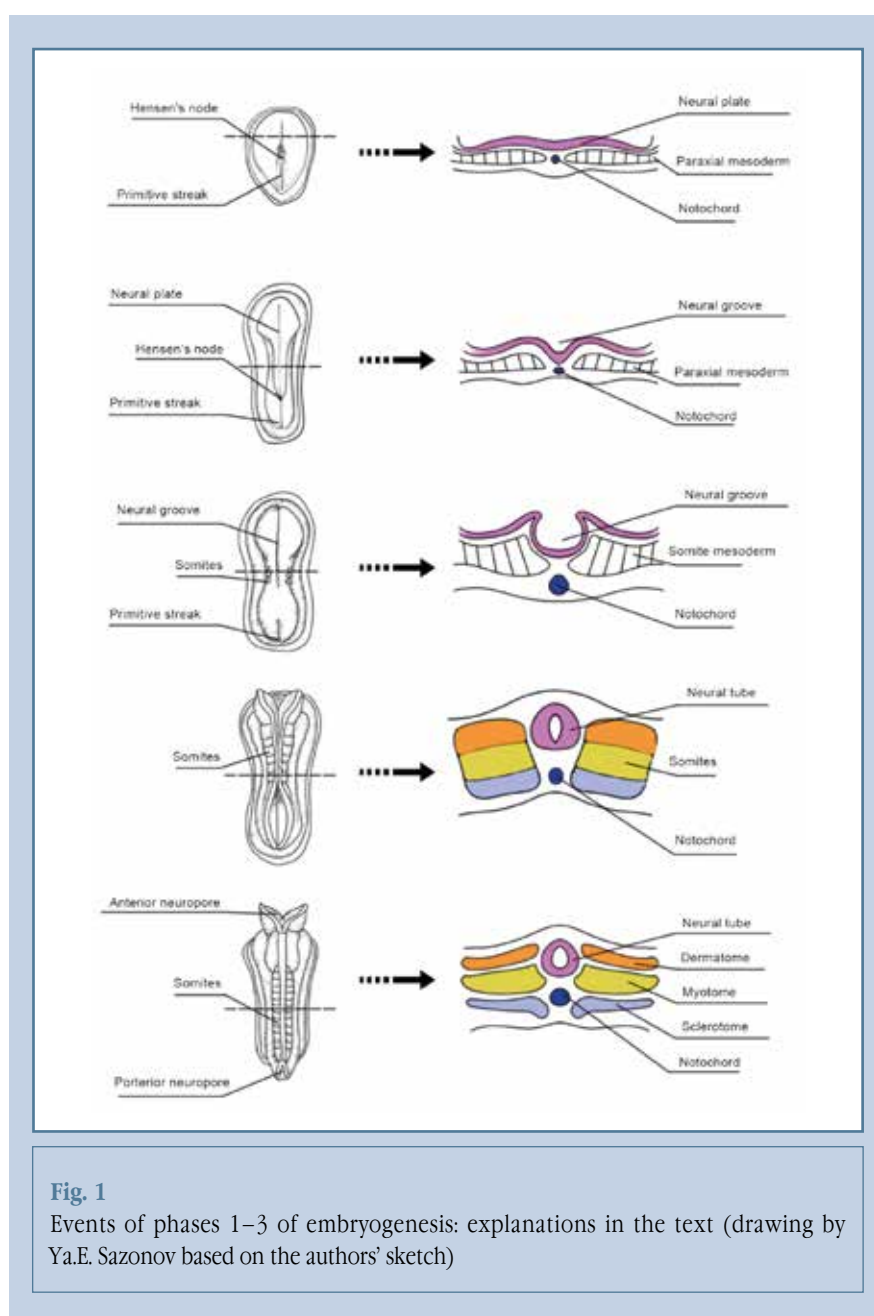 Hensen's node
Primitive streak
Neural plate
Paraxial mesoderm
Notochord
Neural plate
Hensen's node
Primitive streak
Neural groove
Paraxial mesoderm
Notochord
Neural groove
Somites
Primitive streak
Neural groove
Somite mesoderm
Notochord
Somites
Neural tube
Somites
Notochord
Anterior neuropore
Somites
Porterior neuropore
Neural tube
Dermatome
Myotome
Sclerotome
Notochord
Fig. 1
Events of phases 1–3 of embryogenesis: explanations in the text (drawing by
Ya.E. Sazonov based on the authors' sketch)